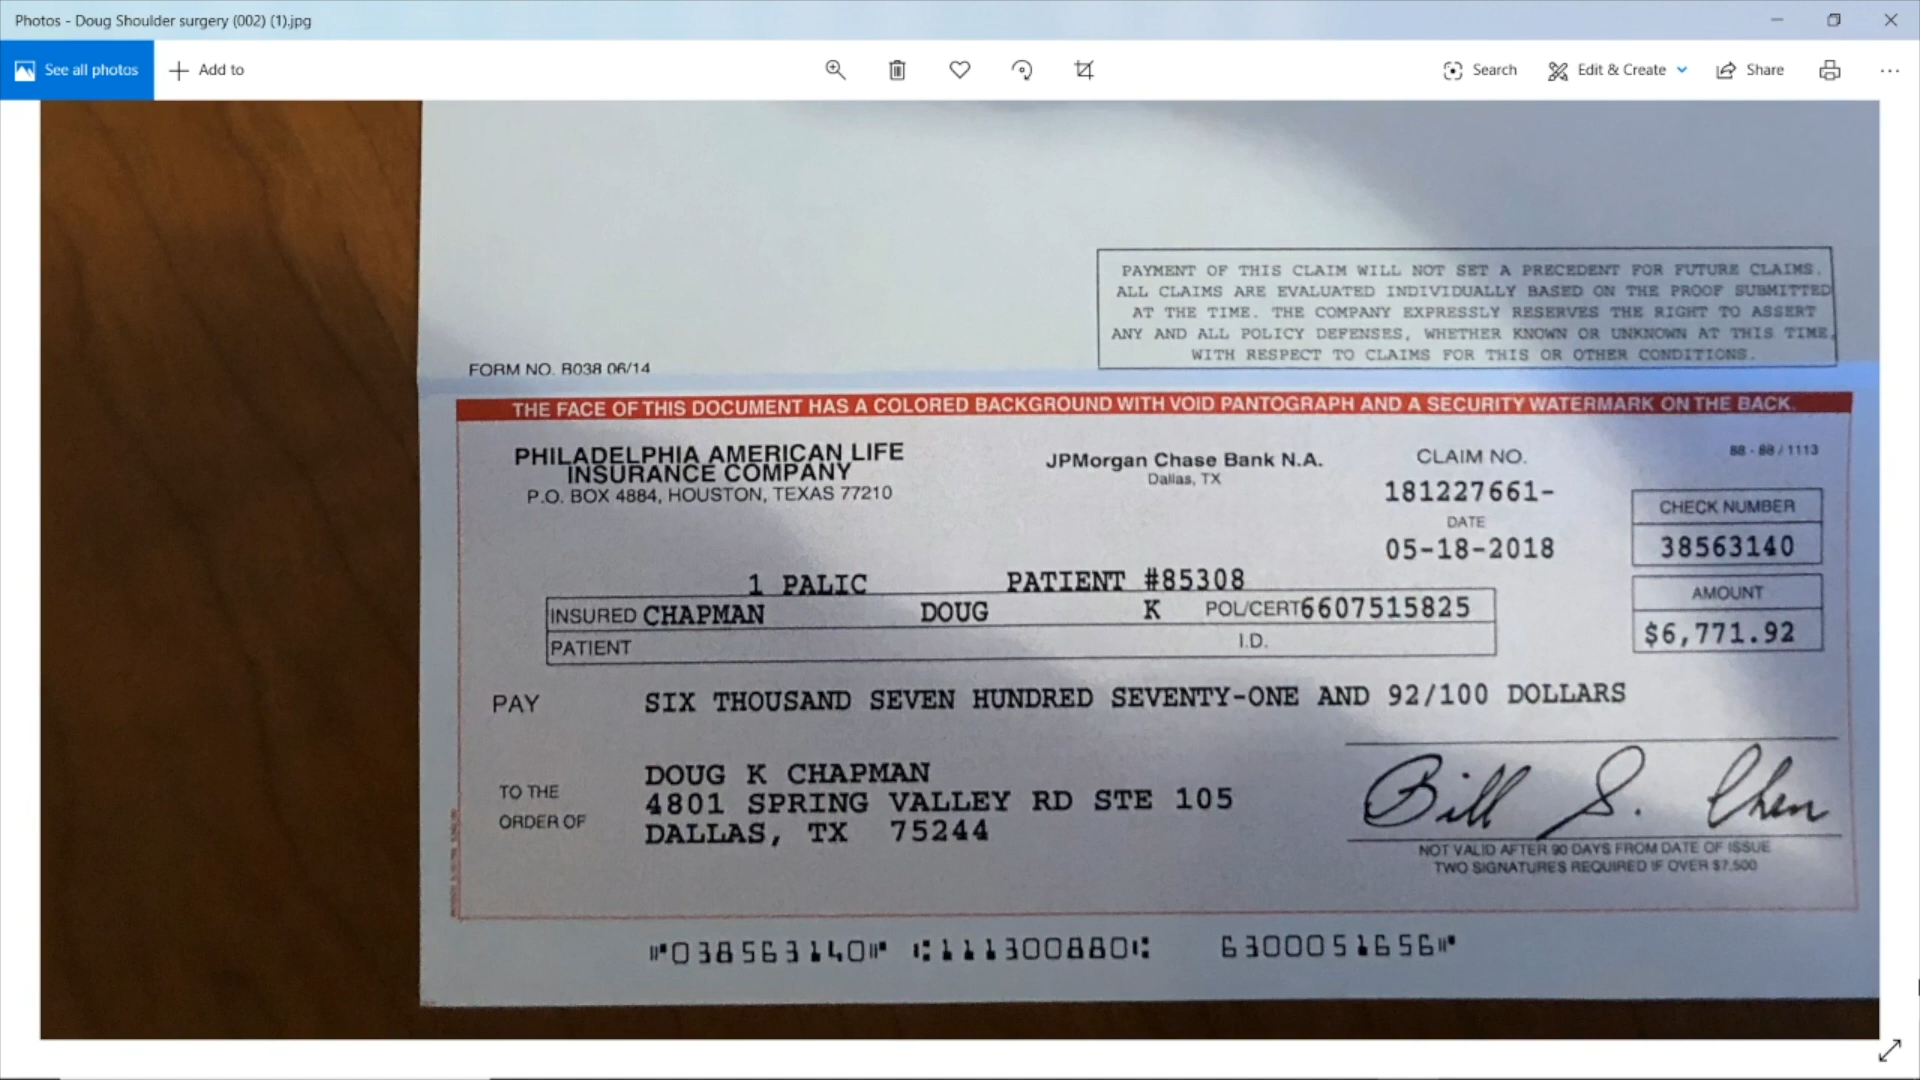 Photos - Doug Shoulder surgery (002) (1).jpg
See all photos
Add to
Search
Edit & Create
Share
PAYMENT OF THIS CLAIM WILL NOT SET A PRECEDENT FOR FUTURE CLAIMS.
ALL CLAIMS ARE EVALUATED INDIVIDUALLY BASED ON THE PROOF SUBMITTED
AT THE TIME. THE COMPANY EXPRESSLY RESERVES THE RIGHT TO ASSERT
ANY AND ALL POLICY DEFENSES, WHETHER KNOWN OR UNKNOWN AT THIS TIME,
WITH RESPECT TO CLAIMS FOR THIS OR OTHER CONDITIONS.
FORM NO. B038 06/14
THE FACE OF THIS DOCUMENT HAS A COLORED BACKGROUND WITH VOID PANTOGRAPH AND A SECURITY WATERMARK ON THE BACK.
PHILADELPHIA AMERICAN LIFE
INSURANCE COMPANY
P.O. BOX 4884, HOUSTON, TEXAS 77210
JPMorgan Chase Bank N.A.
Dallas, TX
CLAIM NO.
181227661-
DATE
05-18-2018
88-88/1113
CHECK NUMBER
38563140
AMOUNT
$6,771.92
1 PALIC PATIENT #85308
INSURED CHAPMAN DOUG K POL/CERT 6607515825
PATIENT I.D.
PAY SIX THOUSAND SEVEN HUNDRED SEVENTY-ONE AND 92/100 DOLLARS
TO THE
ORDER OF
DOUG K CHAPMAN
4801 SPRING VALLEY RD STE 105
DALLAS, TX 75244
Bill S. Chen
NOT VALID AFTER 90 DAYS FROM DATE OF ISSUE
TWO SIGNATURES REQUIRED IF OVER $7,500
⑈038563140⑈ ⑆111300880⑆ 6300051656⑈